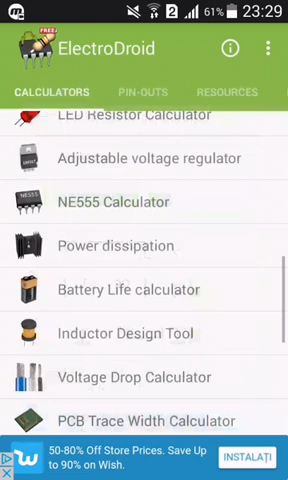 61% 23:29
FREE
ElectroDroid
CALCULATORS PIN-OUTS RESOURCES
LED Resistor Calculator
Adjustable voltage regulator
NE555
NE555 Calculator
Power dissipation
Battery Life calculator
Inductor Design Tool
Voltage Drop Calculator
PCB Trace Width Calculator
50-80% Off Store Prices. Save Up
to 90% on Wish.
INSTALAȚI